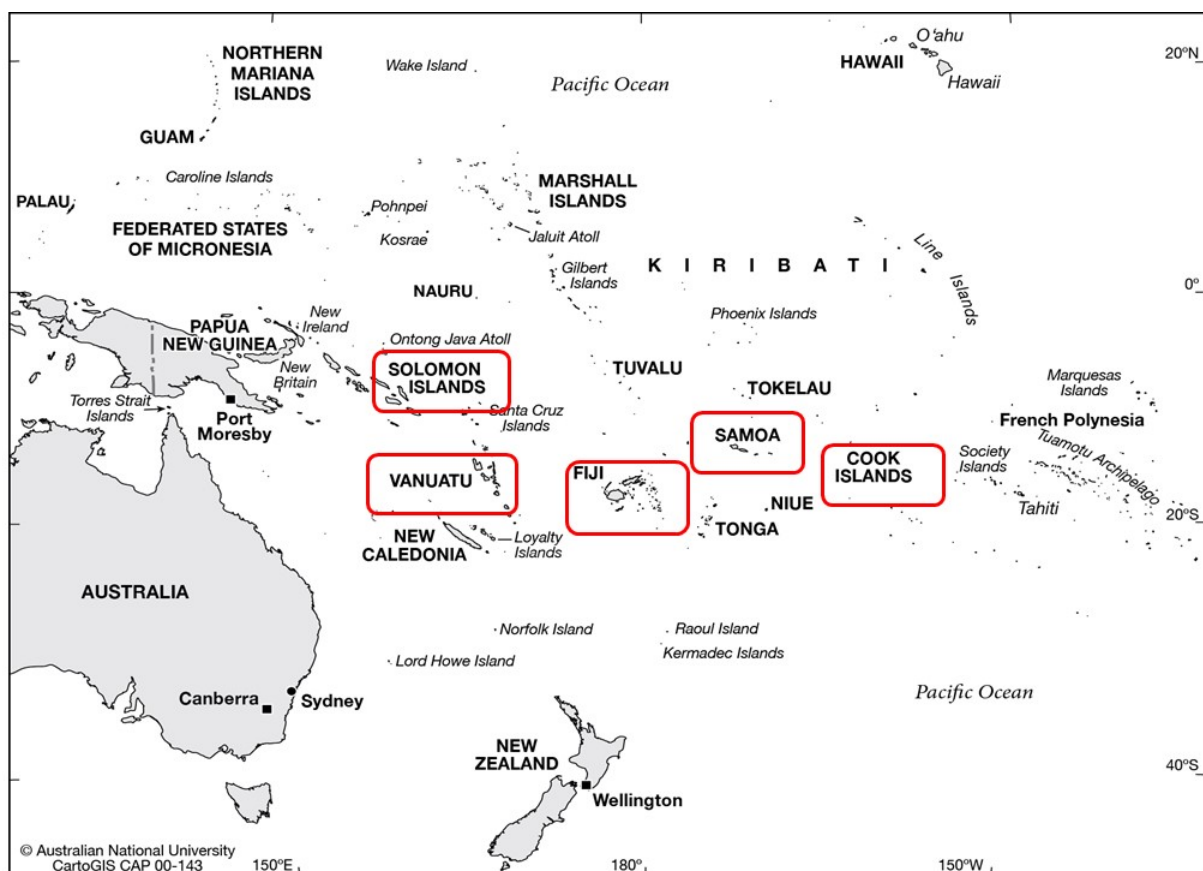 O'ahu
20°N
NORTHERN
MARIANA
ISLANDS
Wake Island
Pacific Ocean
HAWAII
Hawaii
GUAM
Caroline Islands
PALAU
MARSHALL
ISLANDS
Pohnpei
FEDERATED STATES
OF MICRONESIA
Kosrae
Jaluit Atoll
Gilbert
Islands
KIRIBATI
Line Islands
NAURU
0°
New
Ireland
Phoenix Islands
PAPUA
NEW GUINEA
Ontong Java Atoll
New
Britain
SOLOMON
ISLANDS
TUVALU
TOKELAU
Marquesas
Islands
Torres Strait
Islands
Port
Moresby
Santa Cruz
Islands
French Polynesia
SAMOA
Tuamotu Archipelago
COOK
ISLANDS
Society
Islands
FIJI
VANUATU
NIUE
Tahiti
20°S
TONGA
NEW
CALEDONIA
Loyalty
Islands
AUSTRALIA
Norfolk Island
Raoul Island
Kermadec Islands
Lord Howe Island
Pacific Ocean
Canberra
Sydney
NEW
ZEALAND
40°S
Wellington
© Australian National University
CartoGIS CAP 00-143
150°E
180°
150°W